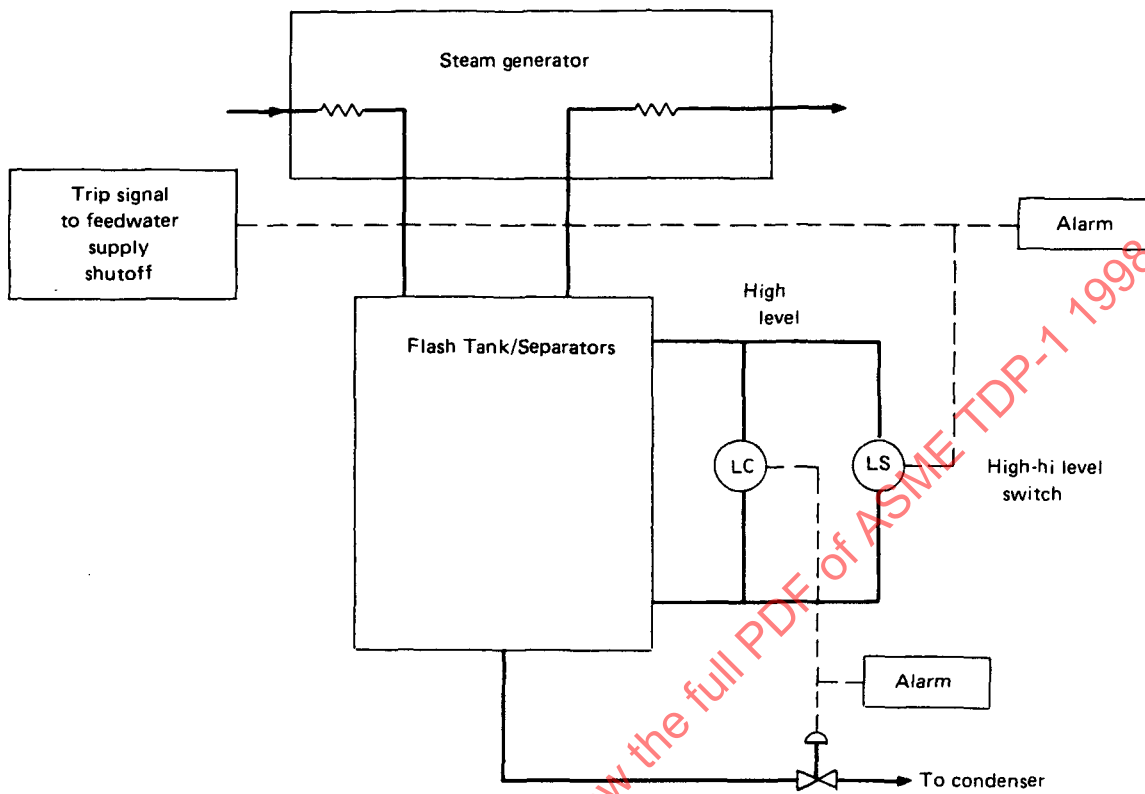 Steam generator
Trip signal
to feedwater
supply
shutoff
Alarm
High
level
Flash Tank/Separators
LC
LS
High-hi level
switch
Alarm
To condenser
w the full PDF of ASME TDP-1 1998